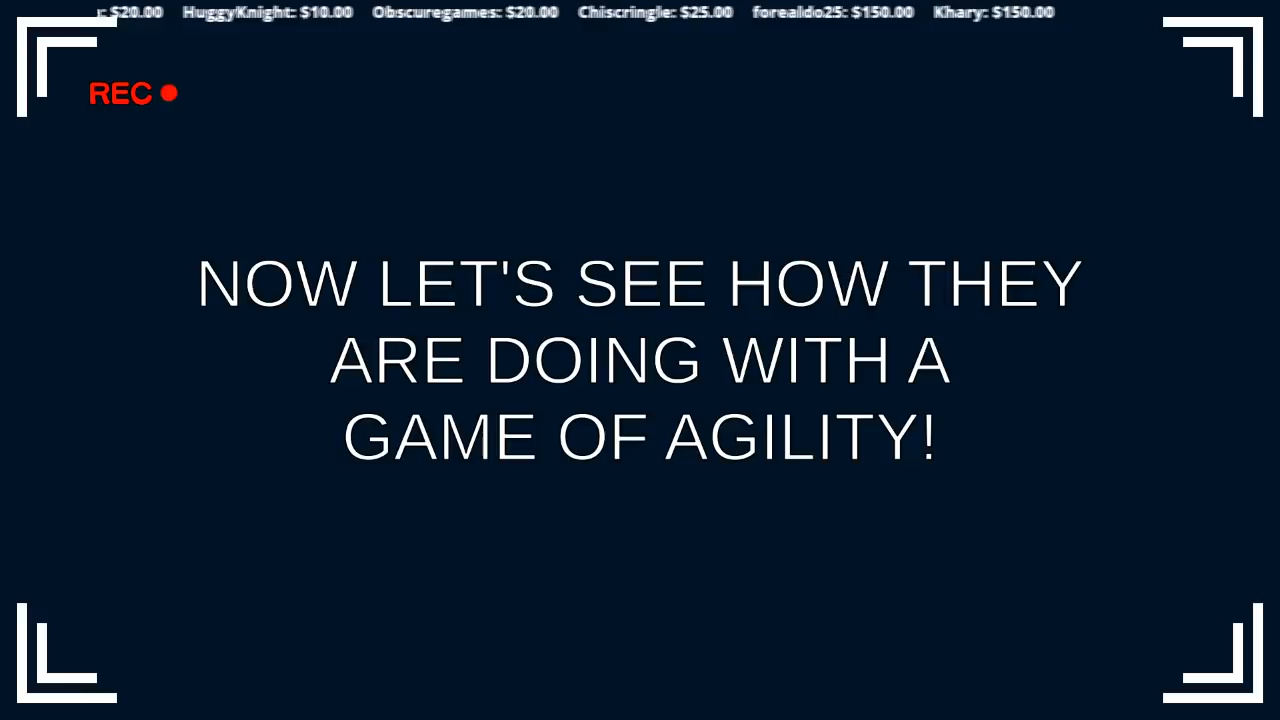 : $20.00 HuggyKnight: $10.00 Obscuregames: $20.00 Chiscringle: $25.00 forealdo25: $150.00 Khary: $150.00
REC
NOW LET'S SEE HOW THEY
ARE DOING WITH A
GAME OF AGILITY!